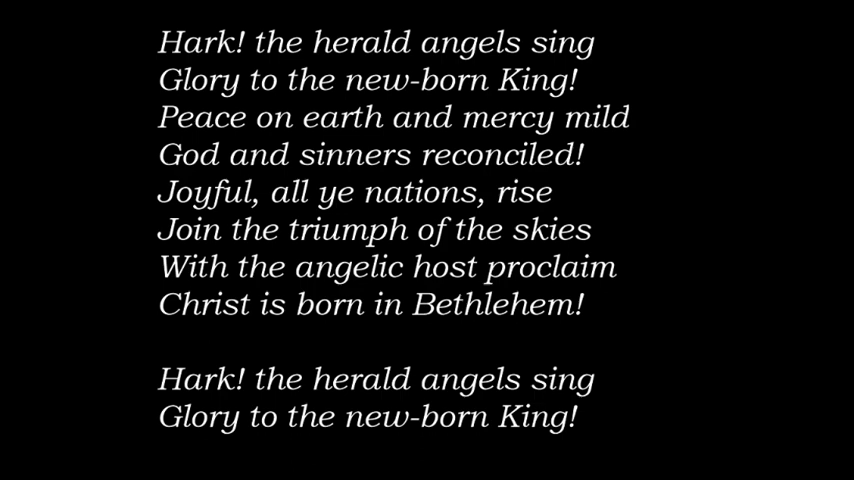 Hark! the herald angels sing
Glory to the new-born King!
Peace on earth and mercy mild
God and sinners reconciled!
Joyful, all ye nations, rise
Join the triumph of the skies
With the angelic host proclaim
Christ is born in Bethlehem!

Hark! the herald angels sing
Glory to the new-born King!